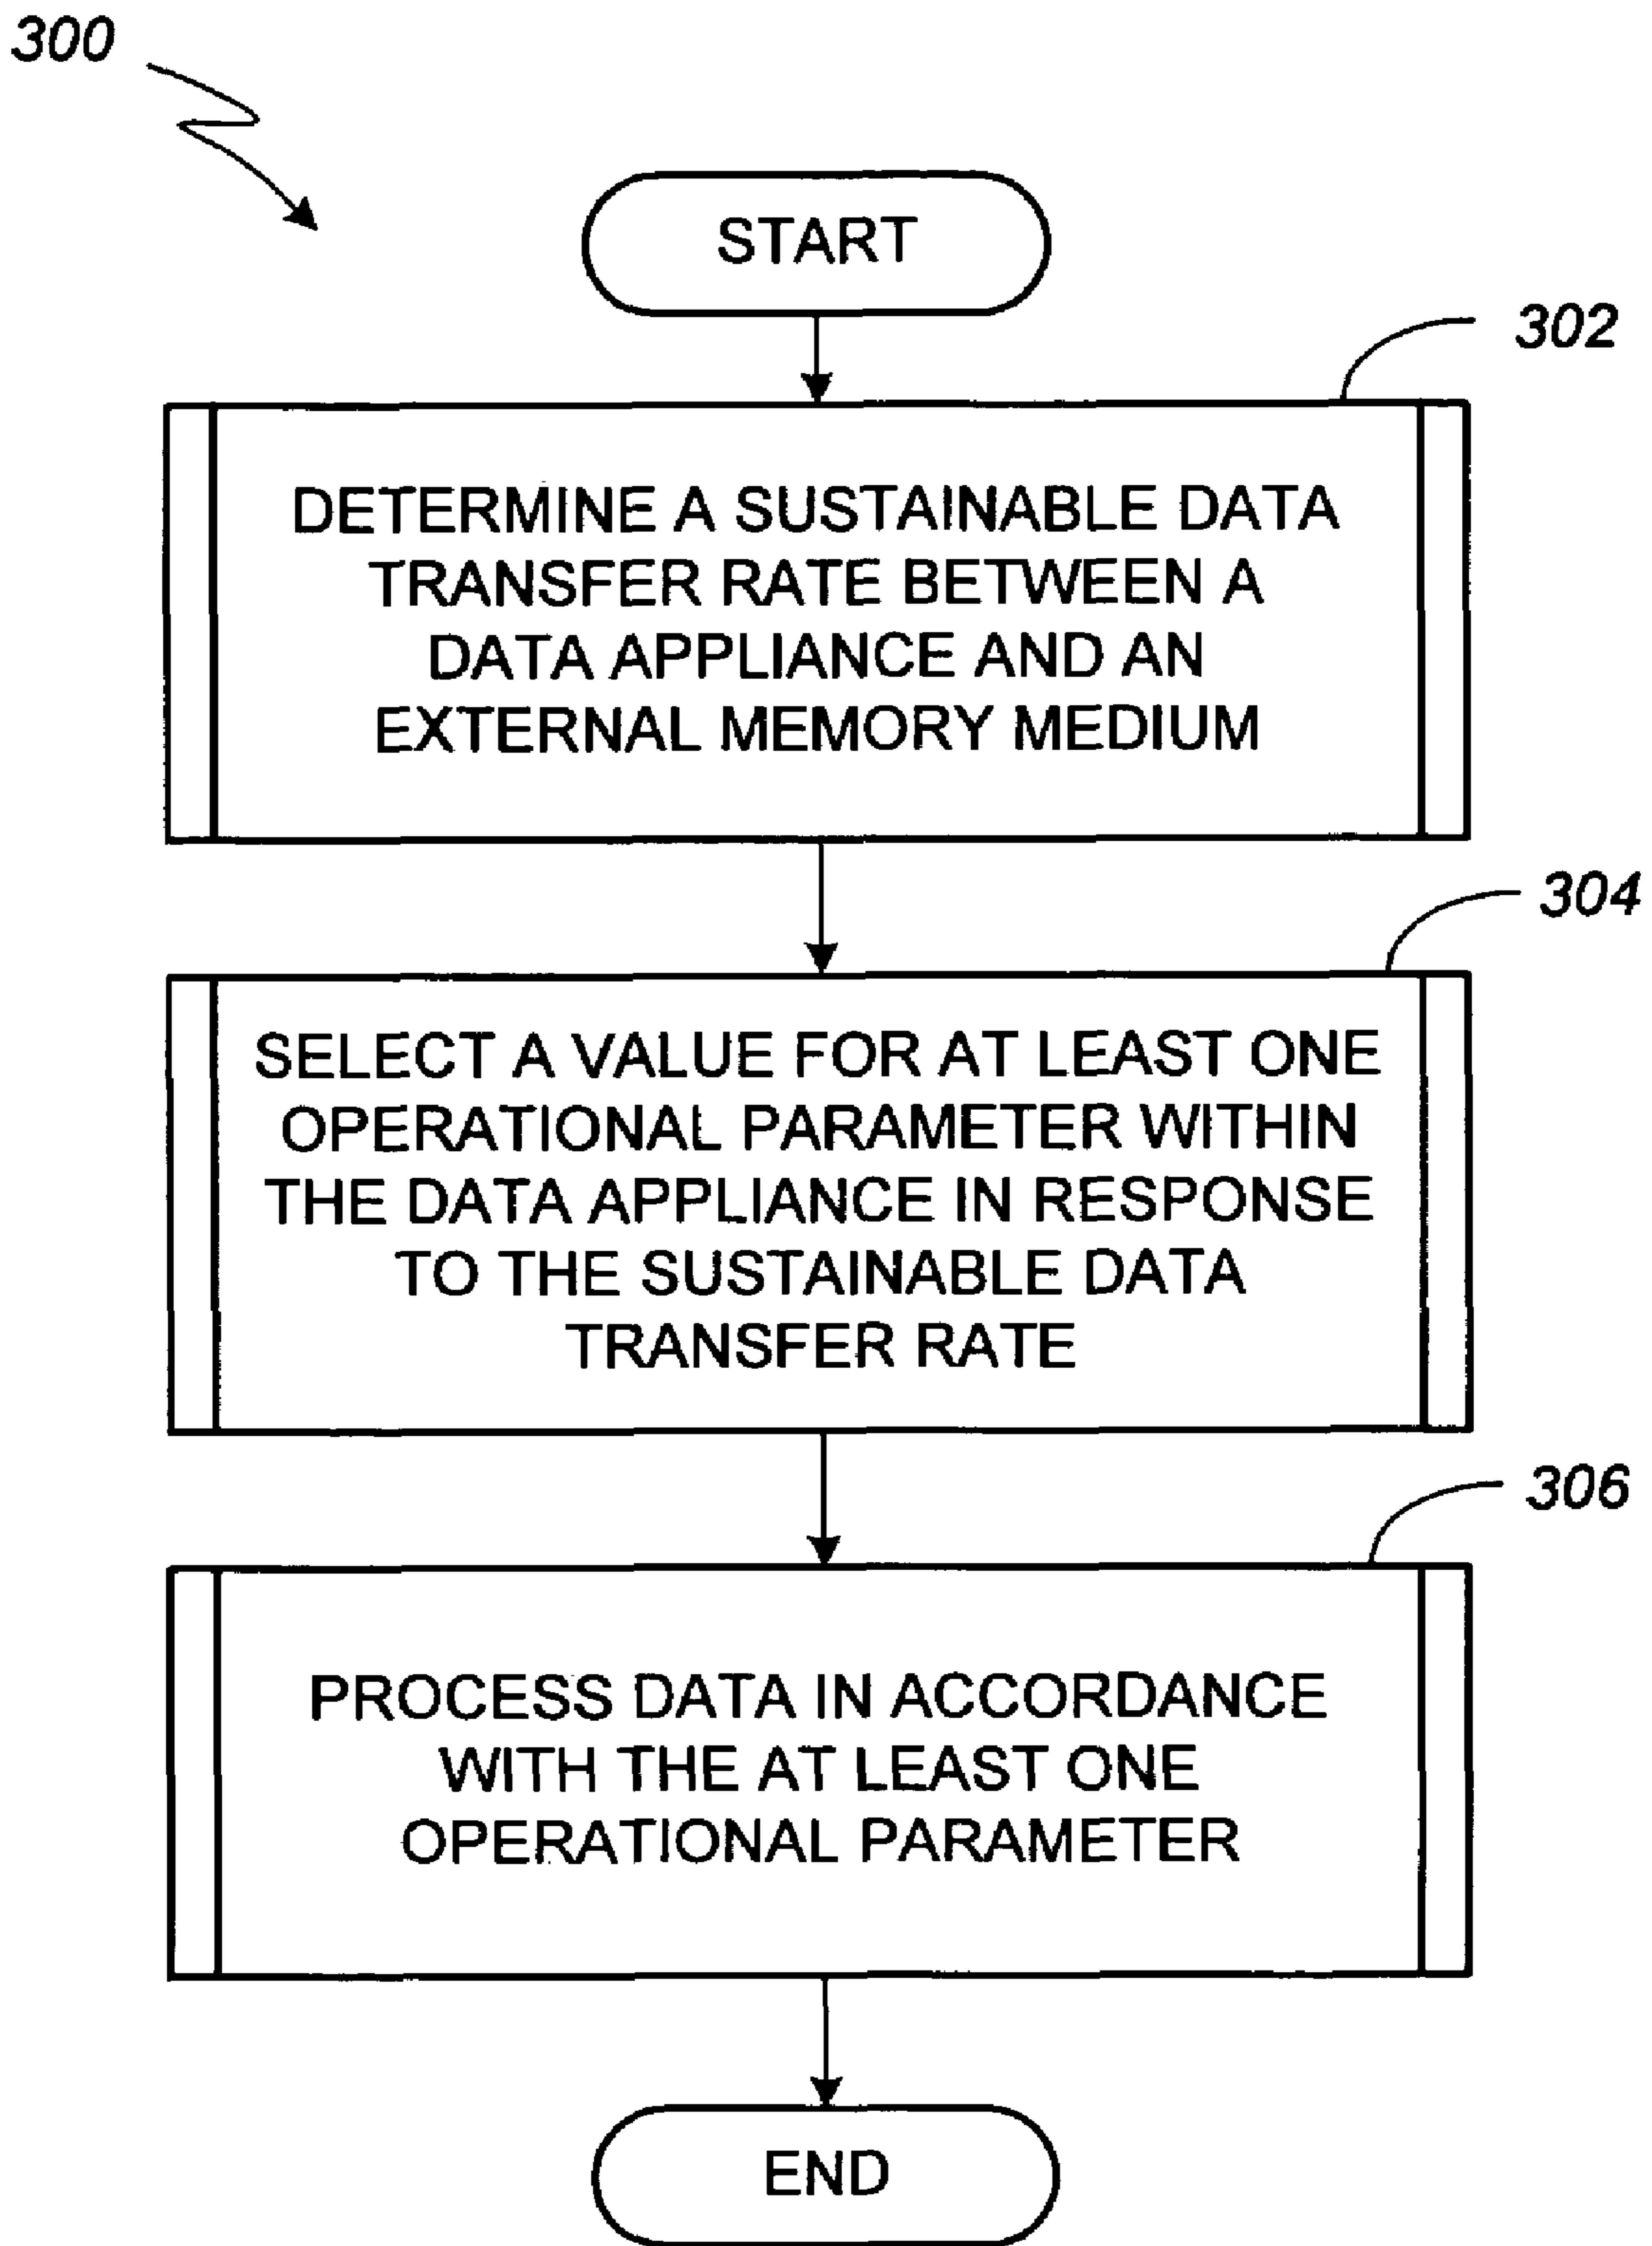 300
START
302
DETERMINE A SUSTAINABLE DATA
TRANSFER RATE BETWEEN A
DATA APPLIANCE AND AN
EXTERNAL MEMORY MEDIUM
304
SELECT A VALUE FOR AT LEAST ONE
OPERATIONAL PARAMETER WITHIN
THE DATA APPLIANCE IN RESPONSE
TO THE SUSTAINABLE DATA
TRANSFER RATE
306
PROCESS DATA IN ACCORDANCE
WITH THE AT LEAST ONE
OPERATIONAL PARAMETER
END